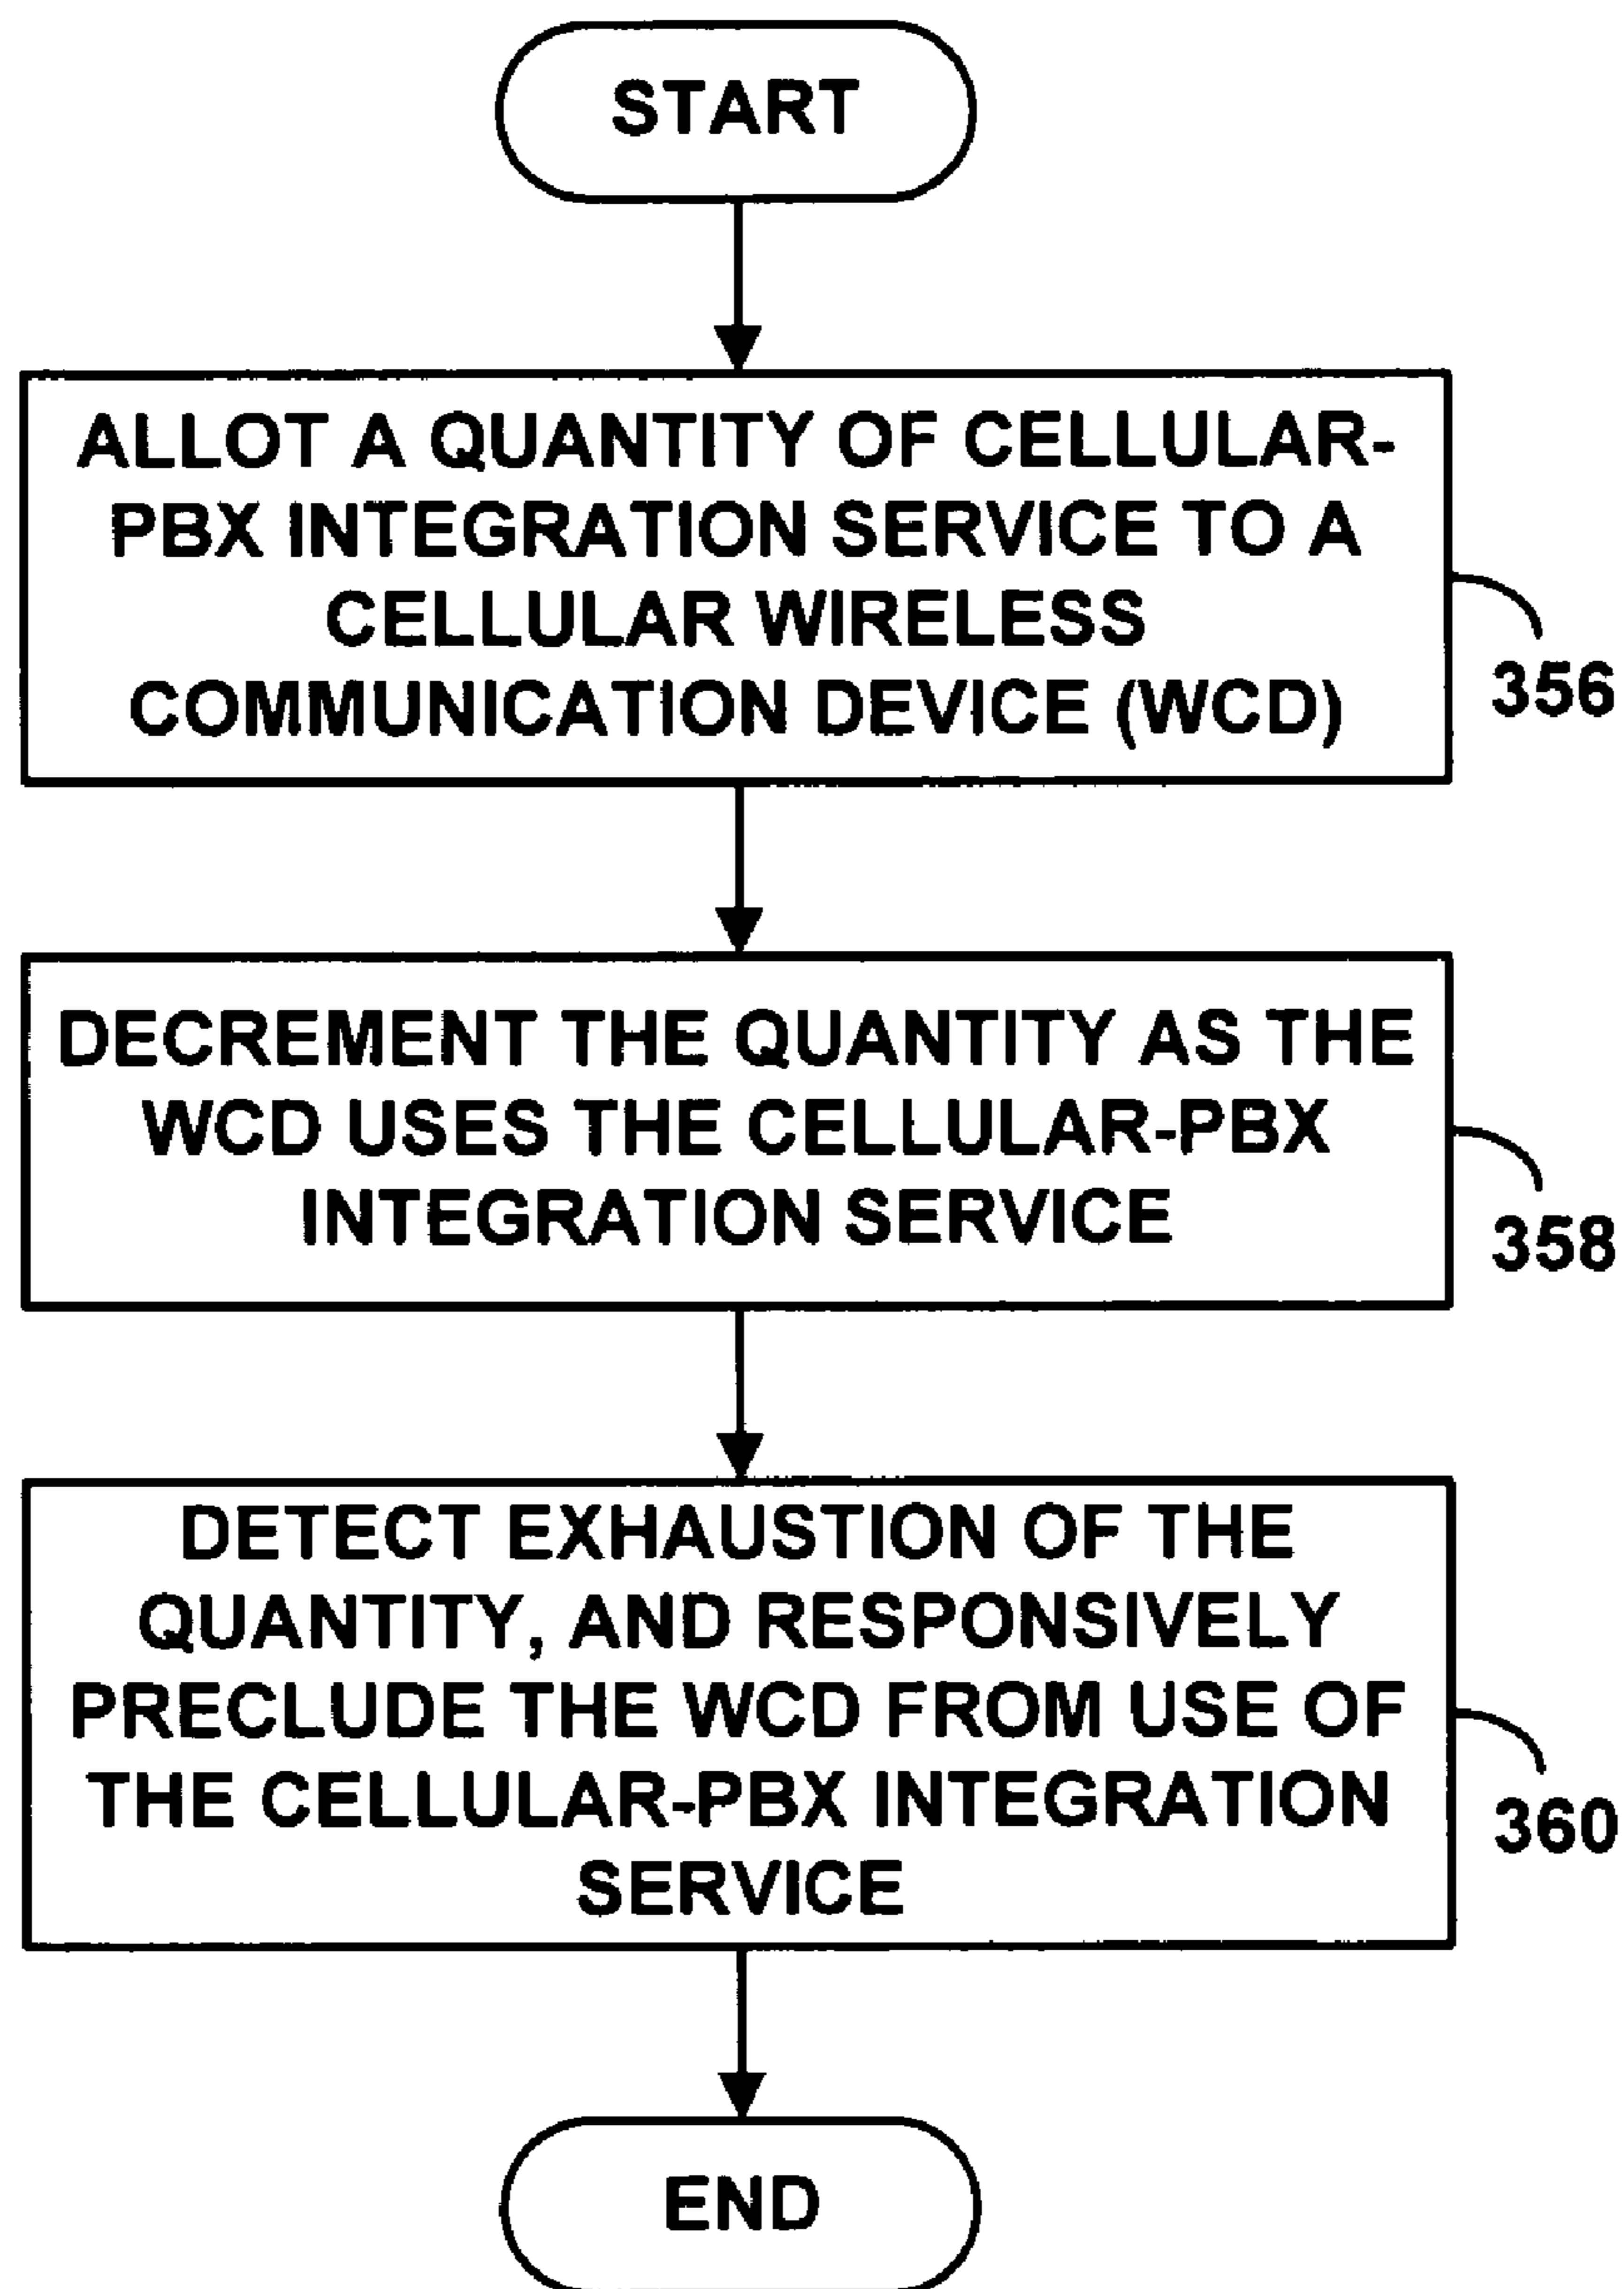 START
ALLOT A QUANTITY OF CELLULAR-
PBX INTEGRATION SERVICE TO A
CELLULAR WIRELESS
COMMUNICATION DEVICE (WCD)
356
DECREMENT THE QUANTITY AS THE
WCD USES THE CELLULAR-PBX
INTEGRATION SERVICE
358
DETECT EXHAUSTION OF THE
QUANTITY, AND RESPONSIVELY
PRECLUDE THE WCD FROM USE OF
THE CELLULAR-PBX INTEGRATION
SERVICE
360
END